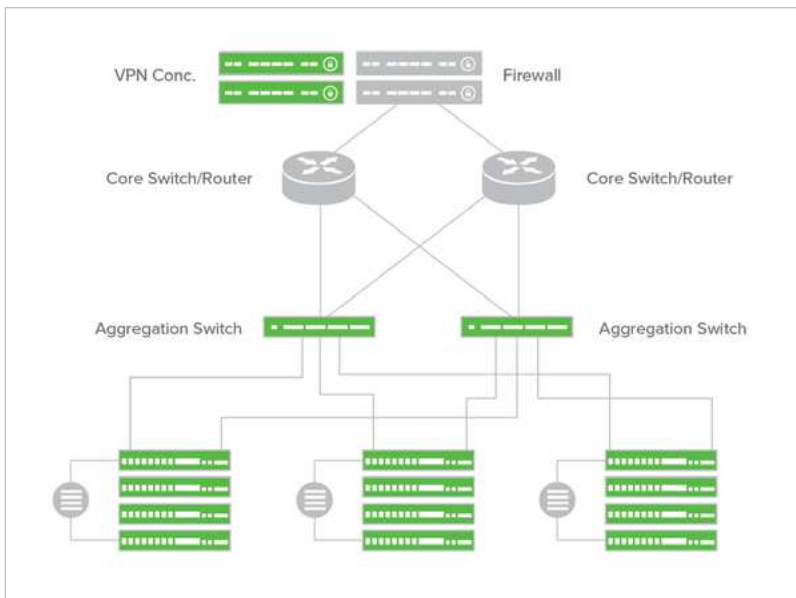 VPN Conc.
Firewall
Core Switch/Router
Core Switch/Router
Aggregation Switch
Aggregation Switch